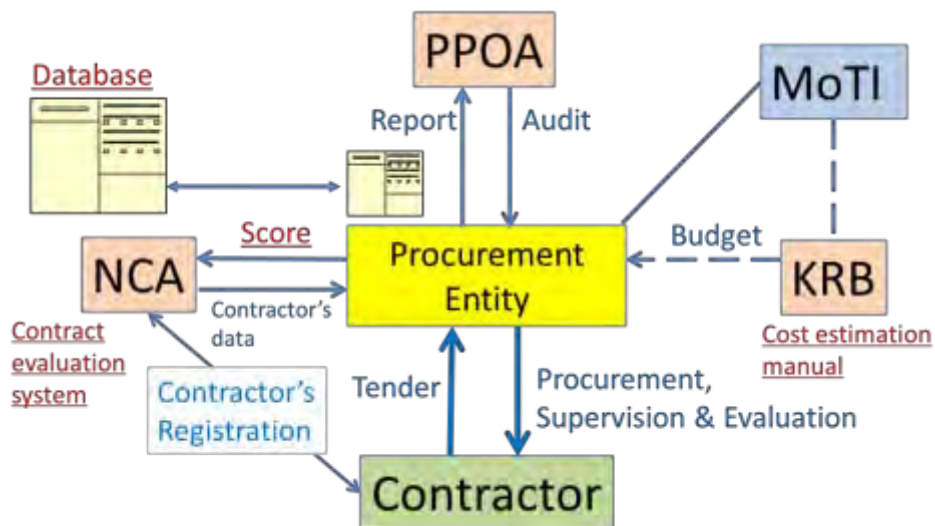 PPOA
Database
MoTI
Report
Audit
Score
Budget
NCA
Procurement
Entity
KRB
Contractor's
data
Contract
evaluation
system
Cost estimation
manual
Contractor's
Registration
Tender
Procurement,
Supervision & Evaluation
Contractor